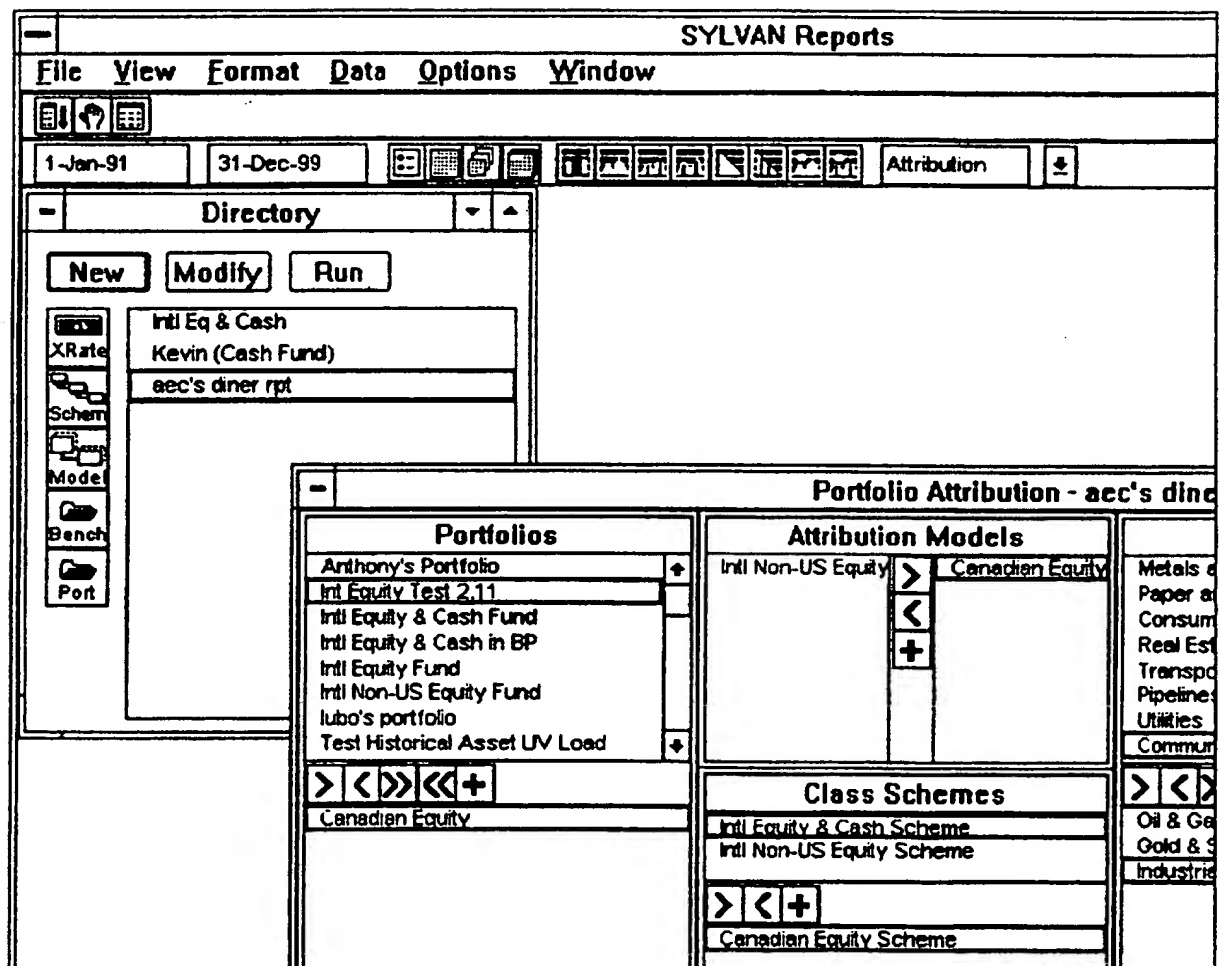 SYLVAN Reports
File View Format Data Options Window
1-Jan-91 31-Dec-99 Attribution
Directory
New Modify Run
XRate
Schem
Model
Bench
Port
Intl Eq & Cash
Kevin (Cash Fund)
aec's diner rpt
Portfolio Attribution - aec's dine
Portfolios
Anthony's Portfolio
Int Equity Test 2.11
Intl Equity & Cash Fund
Intl Equity & Cash in BP
Intl Equity Fund
Intl Non-US Equity Fund
lubo's portfolio
Test Historical Asset UV Load
> < >> << +
Canadian Equity
Attribution Models
Intl Non-US Equity
>
<
+
Canadian Equity
Class Schemes
Intl Equity & Cash Scheme
Intl Non-US Equity Scheme
> < +
Canadian Equity Scheme
Metals a
Paper a
Consum
Real Est
Transpo
Pipelines
Utilities
Commun
> <
Oil & Ga
Gold & S
Industrie